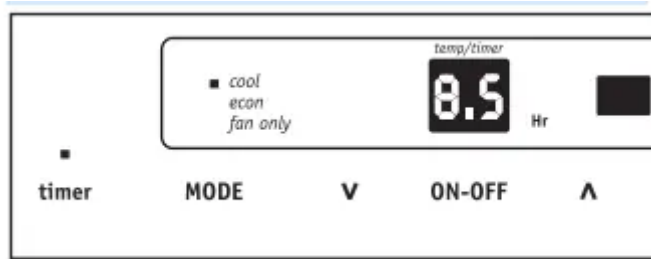 temp/timer
cool
econ
fan only
8.5
Hr
timer MODE V ON-OFF Λ